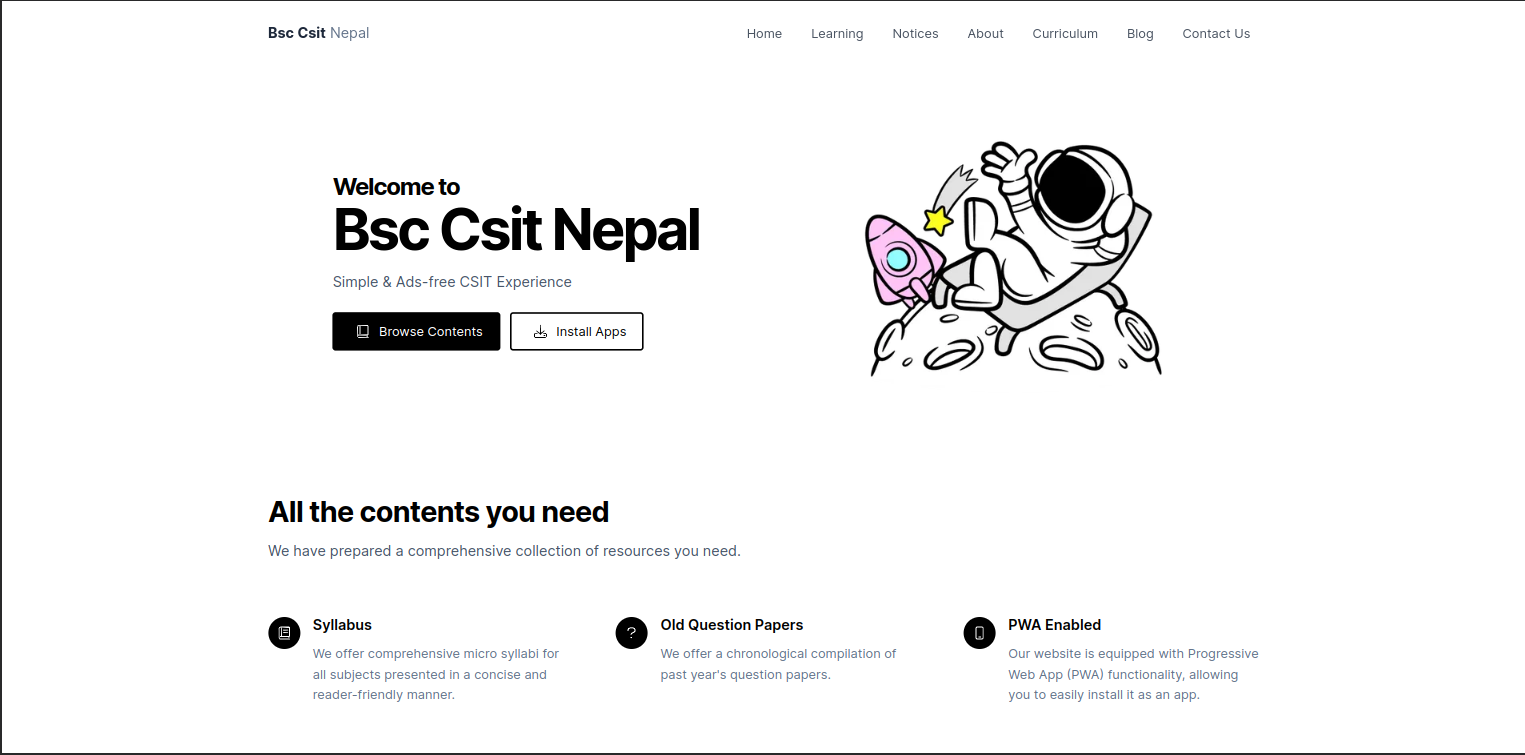 Bsc Csit Nepal
Home Learning Notices About Curriculum Blog Contact Us
Welcome to
Bsc Csit Nepal
Simple & Ads-free CSIT Experience
Browse Contents
Install Apps
All the contents you need
We have prepared a comprehensive collection of resources you need.
Syllabus
We offer comprehensive micro syllabi for
all subjects presented in a concise and
reader-friendly manner.
Old Question Papers
We offer a chronological compilation of
past year's question papers.
PWA Enabled
Our website is equipped with Progressive
Web App (PWA) functionality, allowing
you to easily install it as an app.